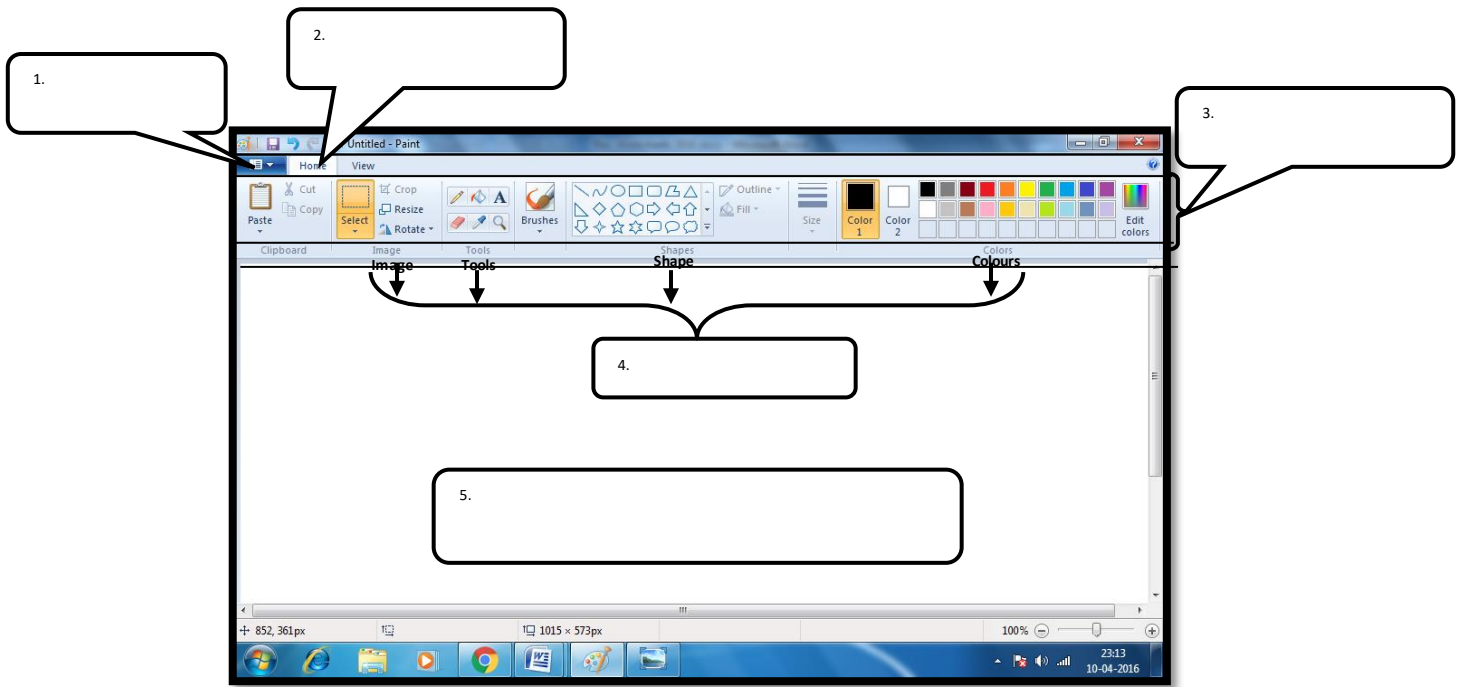 2.
1.
3.
Untitled - Paint
Home View
Cut
Copy
Paste
Clipboard
Select
Crop
Resize
Rotate
Image
A
Tools
Brushes
Outline
Fill
Shapes
Size
Color
1
Color
2
Edit
colors
Colors
Image Tools Shape Colours
4.
5.
852, 361px 1015 × 573px 100%
23:13
10-04-2016